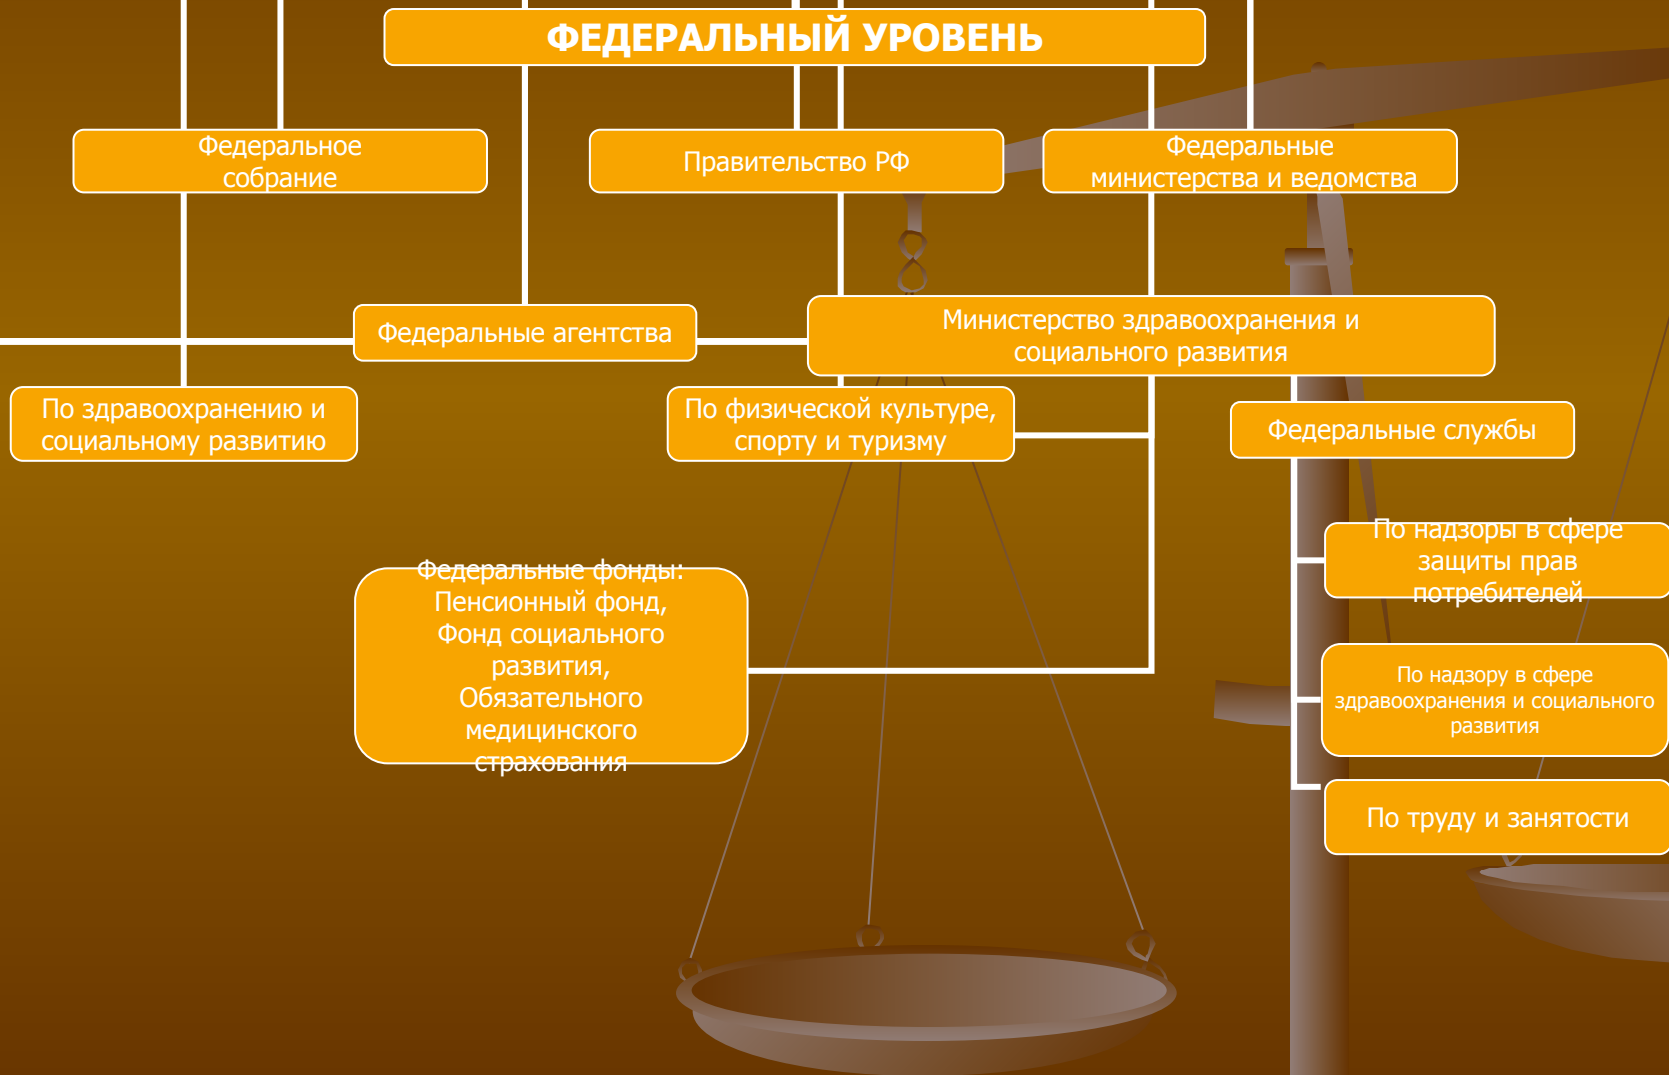 ФЕДЕРАЛЬНЫЙ УРОВЕНЬ
Федеральное
собрание
Правительство РФ
Федеральные
министерства и ведомства
Федеральные агентства
Министерство здравоохранения и
социального развития
По здравоохранению и
социальному развитию
По физической культуре,
спорту и туризму
Федеральные службы
По надзоры в сфере
защиты прав
потребителей
Федеральные фонды:
Пенсионный фонд,
Фонд социального
развития,
Обязательного
медицинского
страхования
По надзору в сфере
здравоохранения и социального
развития
По труду и занятости